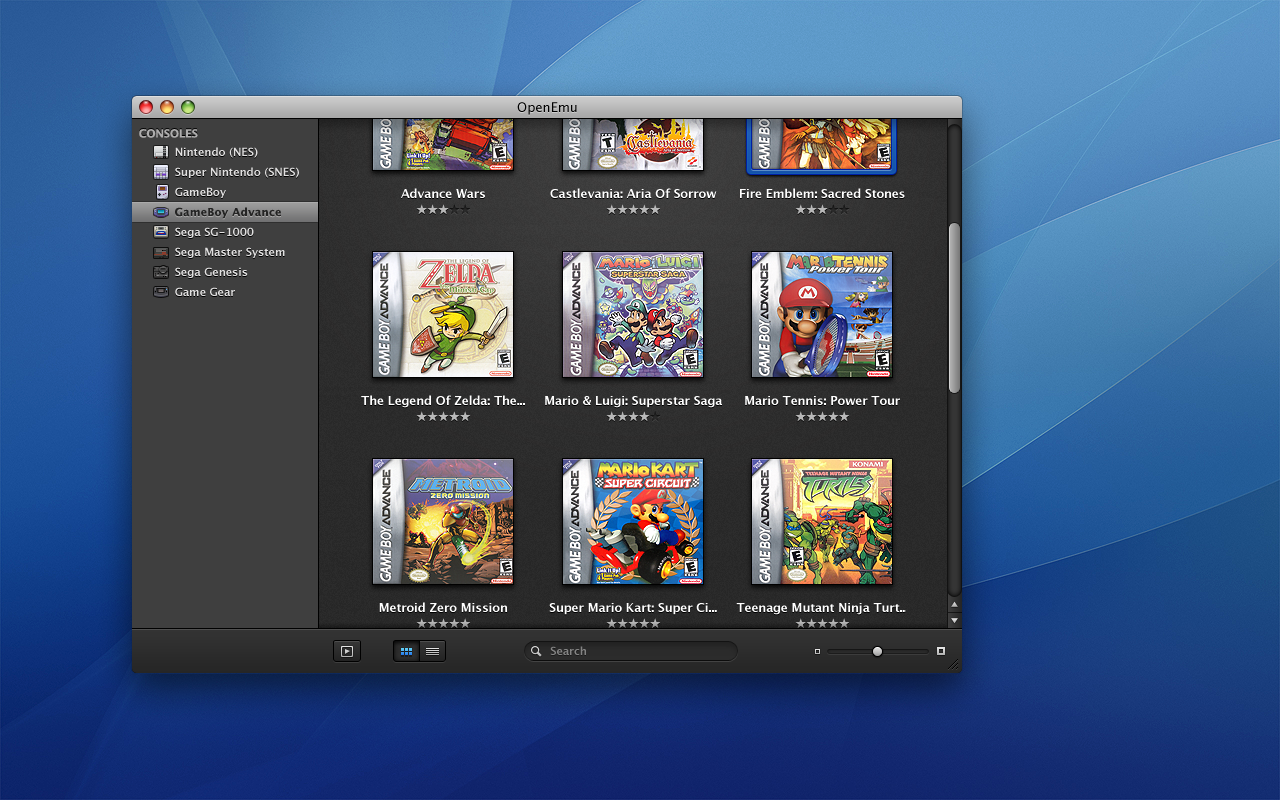 OpenEmu
CONSOLES
Nintendo (NES)
Super Nintendo (SNES)
GameBoy
GameBoy Advance
Sega SG-1000
Sega Master System
Sega Genesis
Game Gear
Castlevania
Advance Wars
Castlevania: Aria Of Sorrow
Fire Emblem: Sacred Stones
GAME BOY ADVANCE
THE LEGEND OF
ZELDA
GAME BOY ADVANCE
MARIO & LUIGI
SUPERSTAR SAGA
GAME BOY ADVANCE
MARIO TENNIS
POWER TOUR
The Legend Of Zelda: The...
Mario & Luigi: Superstar Saga
Mario Tennis: Power Tour
GAME BOY ADVANCE
METROID
ZERO MISSION
GAME BOY ADVANCE
MARIO KART
SUPER CIRCUIT
GAME BOY ADVANCE
KONAMI
TEENAGE MUTANT NINJA
TURTLES
Metroid Zero Mission
Super Mario Kart: Super Ci...
Teenage Mutant Ninja Turt..
Search